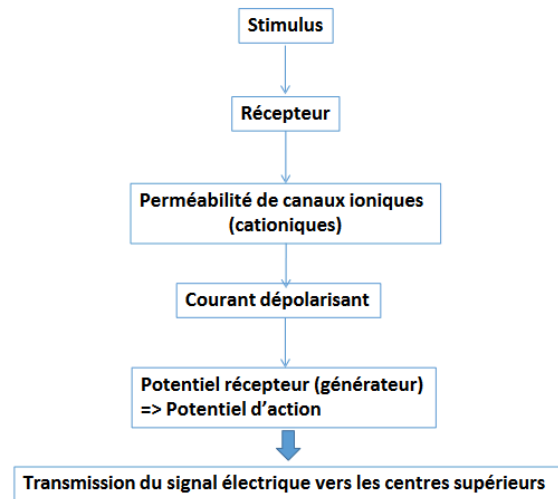 Stimulus
Récepteur
Perméabilité de canaux ioniques
(cationiques)
Courant dépolarisant
Potentiel récepteur (générateur)
=> Potentiel d'action
Transmission du signal électrique vers les centres supérieurs